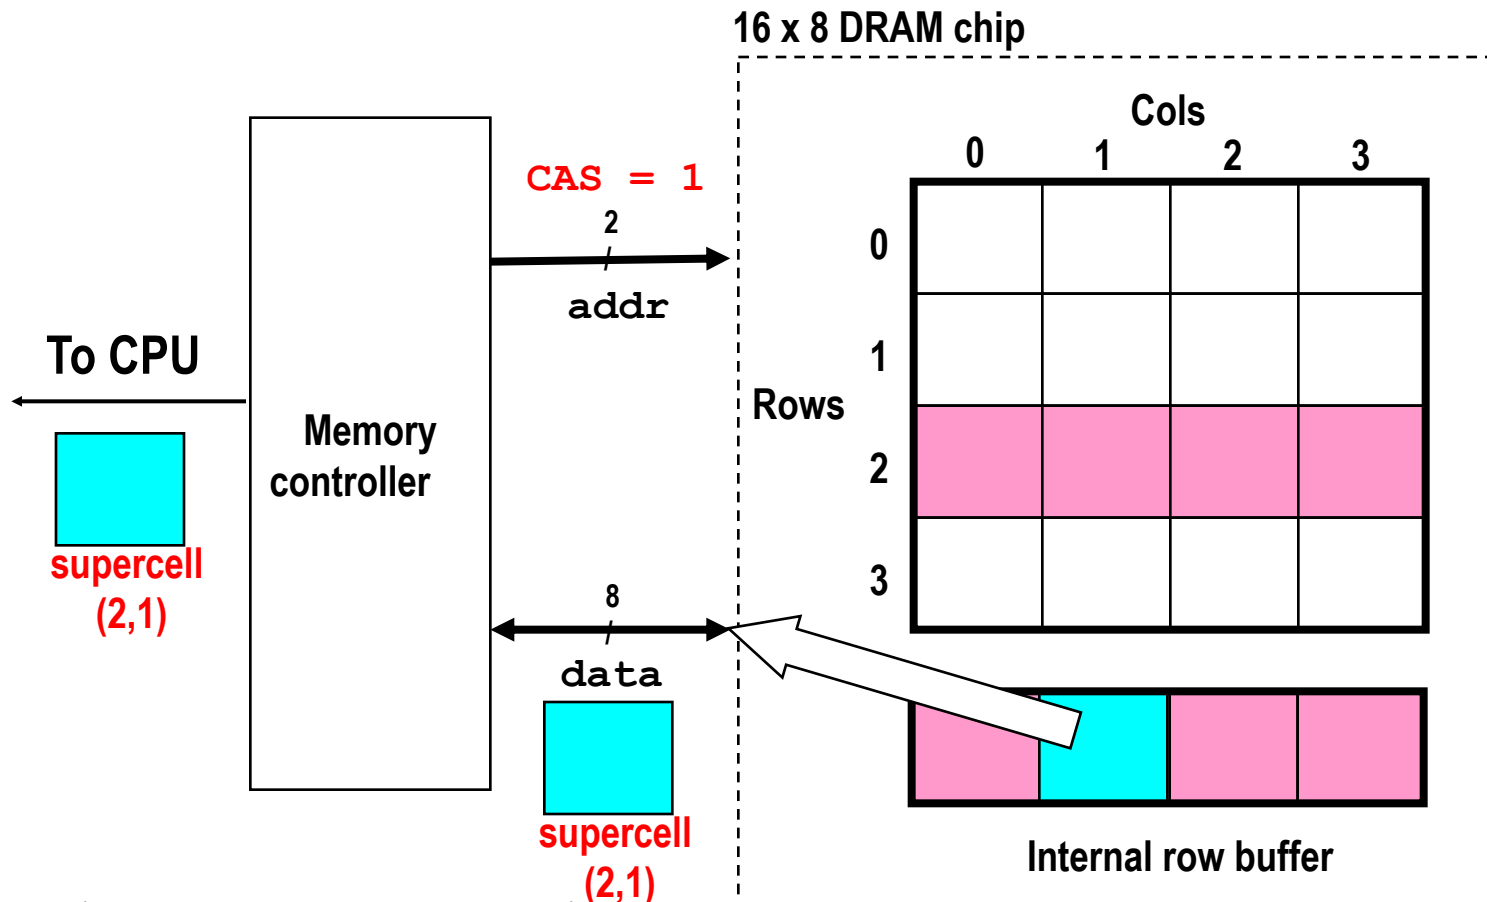 16 x 8 DRAM chip
Cols
0 1 2 3
CAS = 1
2
addr
0
1
Rows
2
3
To CPU
Memory
controller
supercell
(2,1)
8
data
supercell
(2,1)
Internal row buffer